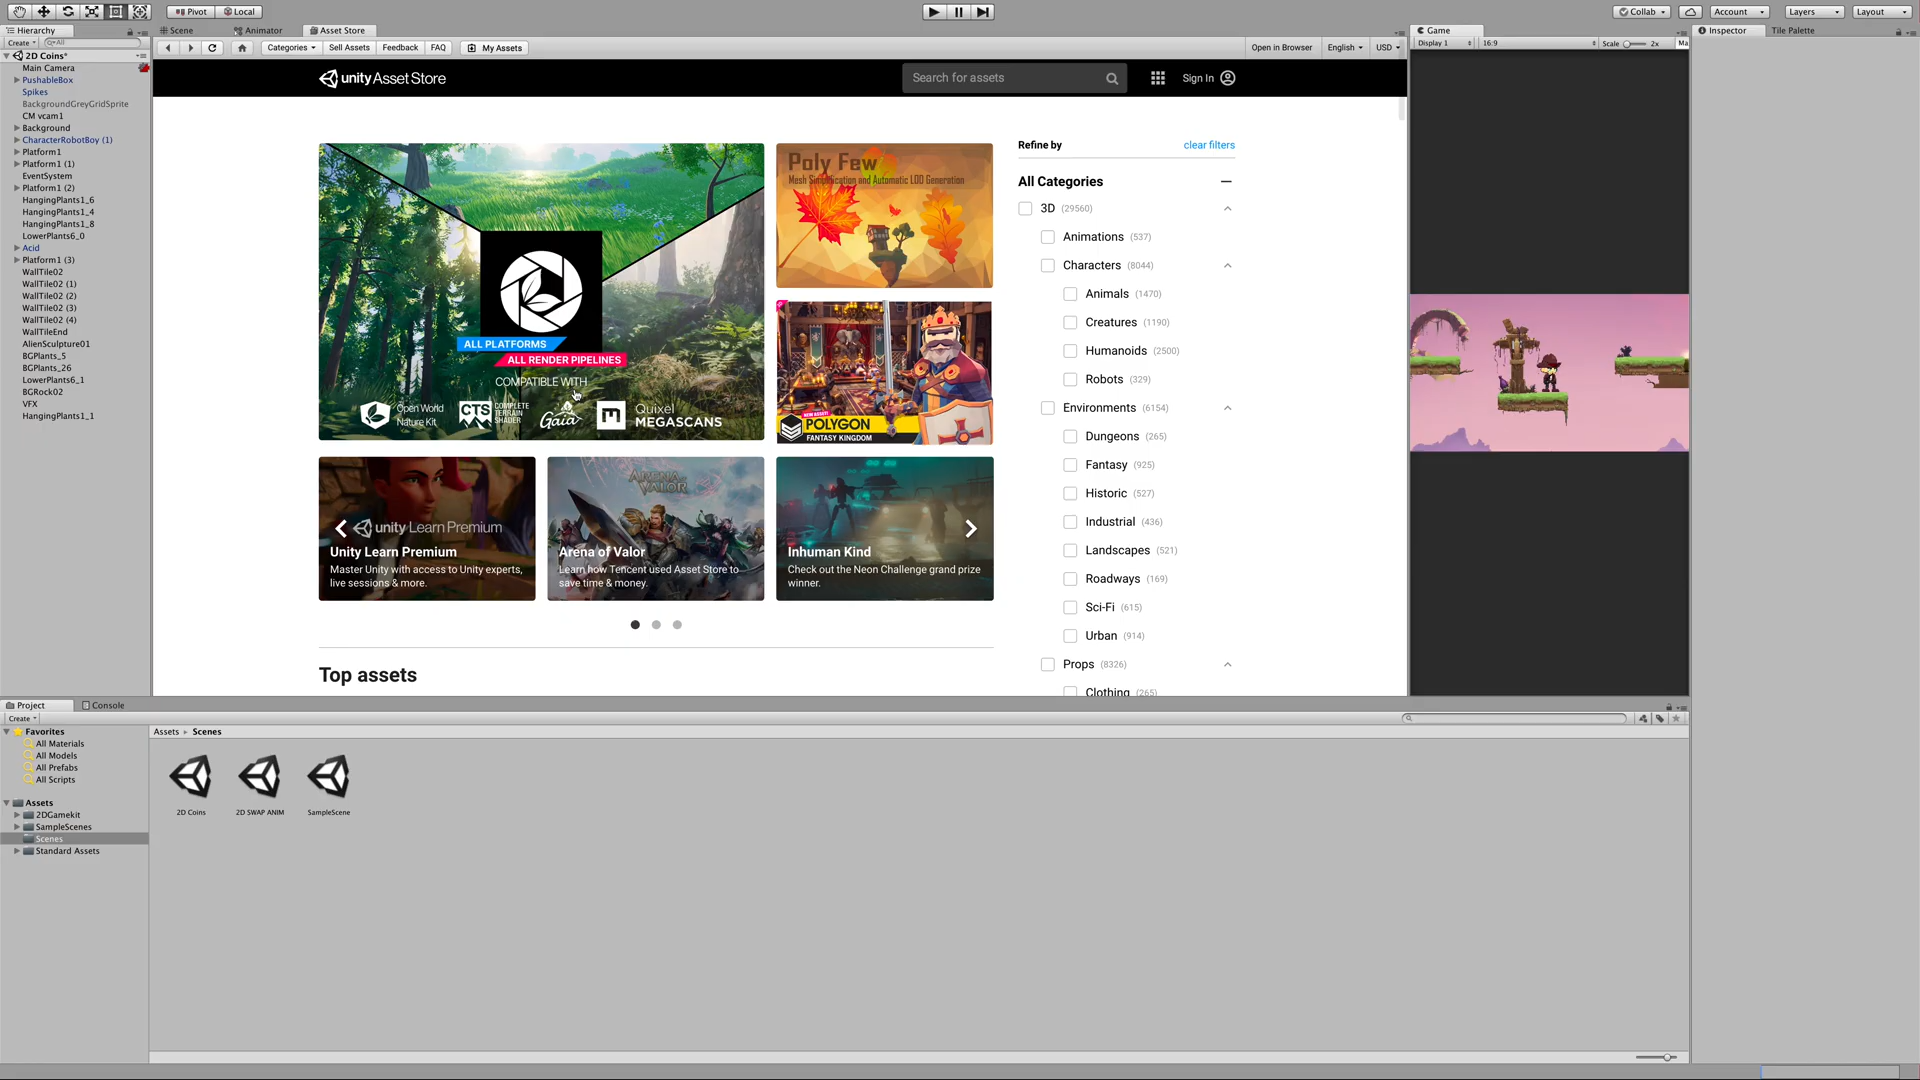 Pivot
Local
Collab
Account
Layers
Layout
Hierarchy
Create
All
2D Coins*
Main Camera
PushableBox
Spikes
BackgroundGreyGridSprite
CM vcam1
Background
CharacterRobotBoy (1)
Platform1
Platform1 (1)
EventSystem
Platform1 (2)
HangingPlants1_6
HangingPlants1_4
HangingPlants1_8
LowerPlants6_0
Acid
Platform1 (3)
WallTile02
WallTile02 (1)
WallTile02 (2)
WallTile02 (3)
WallTile02 (4)
WallTileEnd
AlienSculpture01
BGPlants_5
BGPlants_26
LowerPlants6_1
BGRock02
VFX
HangingPlants1_1
Scene
Animator
Asset Store
Categories
Sell Assets
Feedback
FAQ
My Assets
Open in Browser
English
USD
unity Asset Store
Search for assets
Sign In
ALL PLATFORMS
ALL RENDER PIPELINES
COMPATIBLE WITH
Open World
Nature Kit
CTS
COMPLETE
TERRAIN
SHADER
Gaia
Quixel
MEGASCANS
Poly Few
Mesh Simplification and Automatic LOD Generation
NEW ASSET!
POLYGON
FANTASY KINGDOM
unity Learn Premium
Unity Learn Premium
Master Unity with access to Unity experts,
live sessions & more.
ARENA OF
VALOR
Arena of Valor
Learn how Tencent used Asset Store to
save time & money.
Inhuman Kind
Check out the Neon Challenge grand prize
winner.
Top assets
Refine by
clear filters
All Categories
3D (29560)
Animations (537)
Characters (8044)
Animals (1470)
Creatures (1190)
Humanoids (2500)
Robots (329)
Environments (6154)
Dungeons (265)
Fantasy (925)
Historic (527)
Industrial (436)
Landscapes (521)
Roadways (169)
Sci-Fi (615)
Urban (914)
Props (8326)
Clothing (265)
Game
Display 1
16:9
Scale
2x
Ma
Inspector
Tile Palette
Project
Console
Create
Favorites
All Materials
All Models
All Prefabs
All Scripts
Assets
2DGamekit
SampleScenes
Scenes
Standard Assets
Assets
Scenes
2D Coins
2D SWAP ANIM
SampleScene